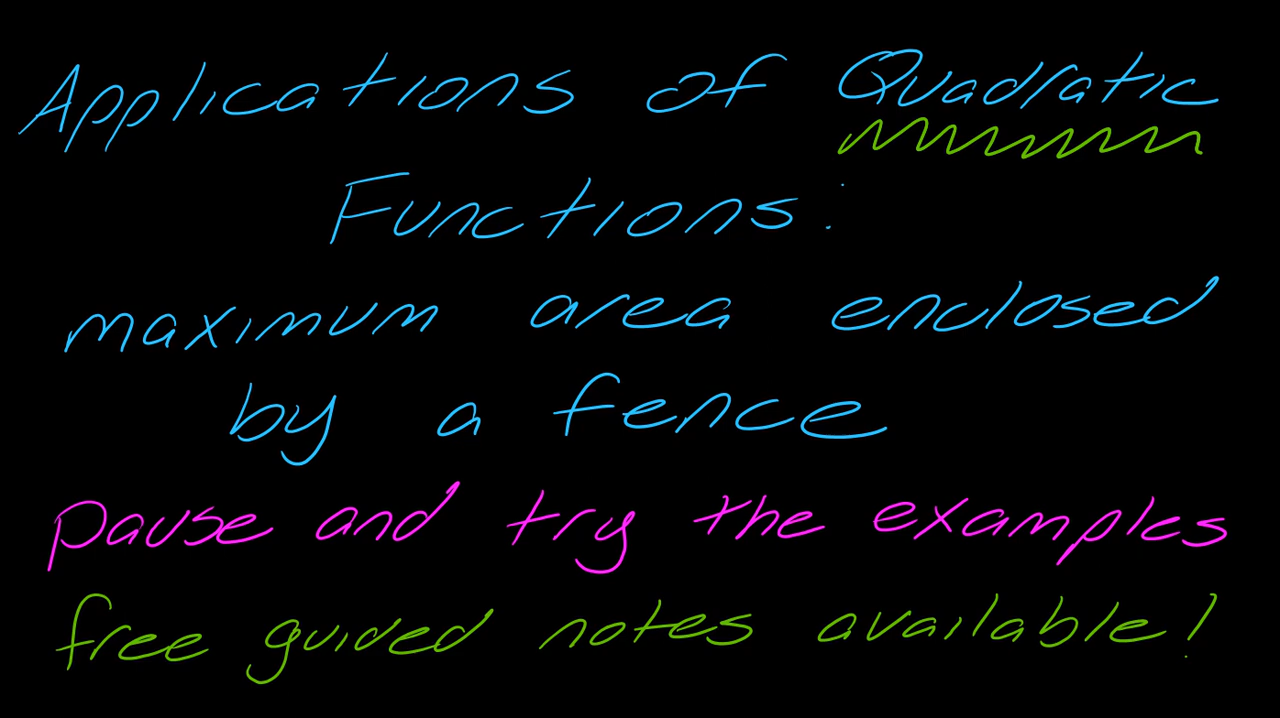 Applications of Quadratic
Functions:
maximum area enclosed
by a fence
pause and try the examples
free guided notes available!